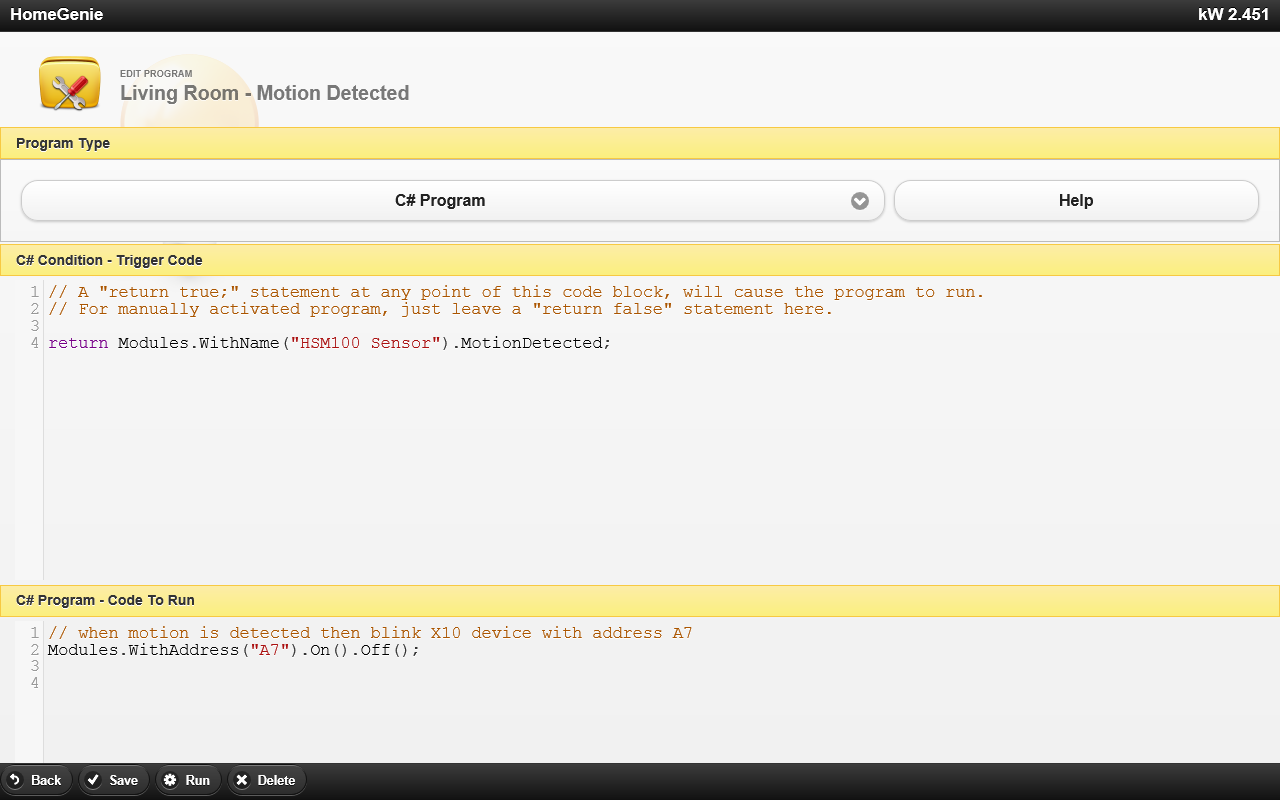 HomeGenie
kW 2.451
EDIT PROGRAM
Living Room - Motion Detected
Program Type
C# Program
Help
C# Condition - Trigger Code
1 // A "return true;" statement at any point of this code block, will cause the program to run.
2 // For manually activated program, just leave a "return false" statement here.
3
4 return Modules.WithName("HSM100 Sensor").MotionDetected;
C# Program - Code To Run
1 // when motion is detected then blink X10 device with address A7
2 Modules.WithAddress("A7").On().Off();
3
4
Back Save Run Delete